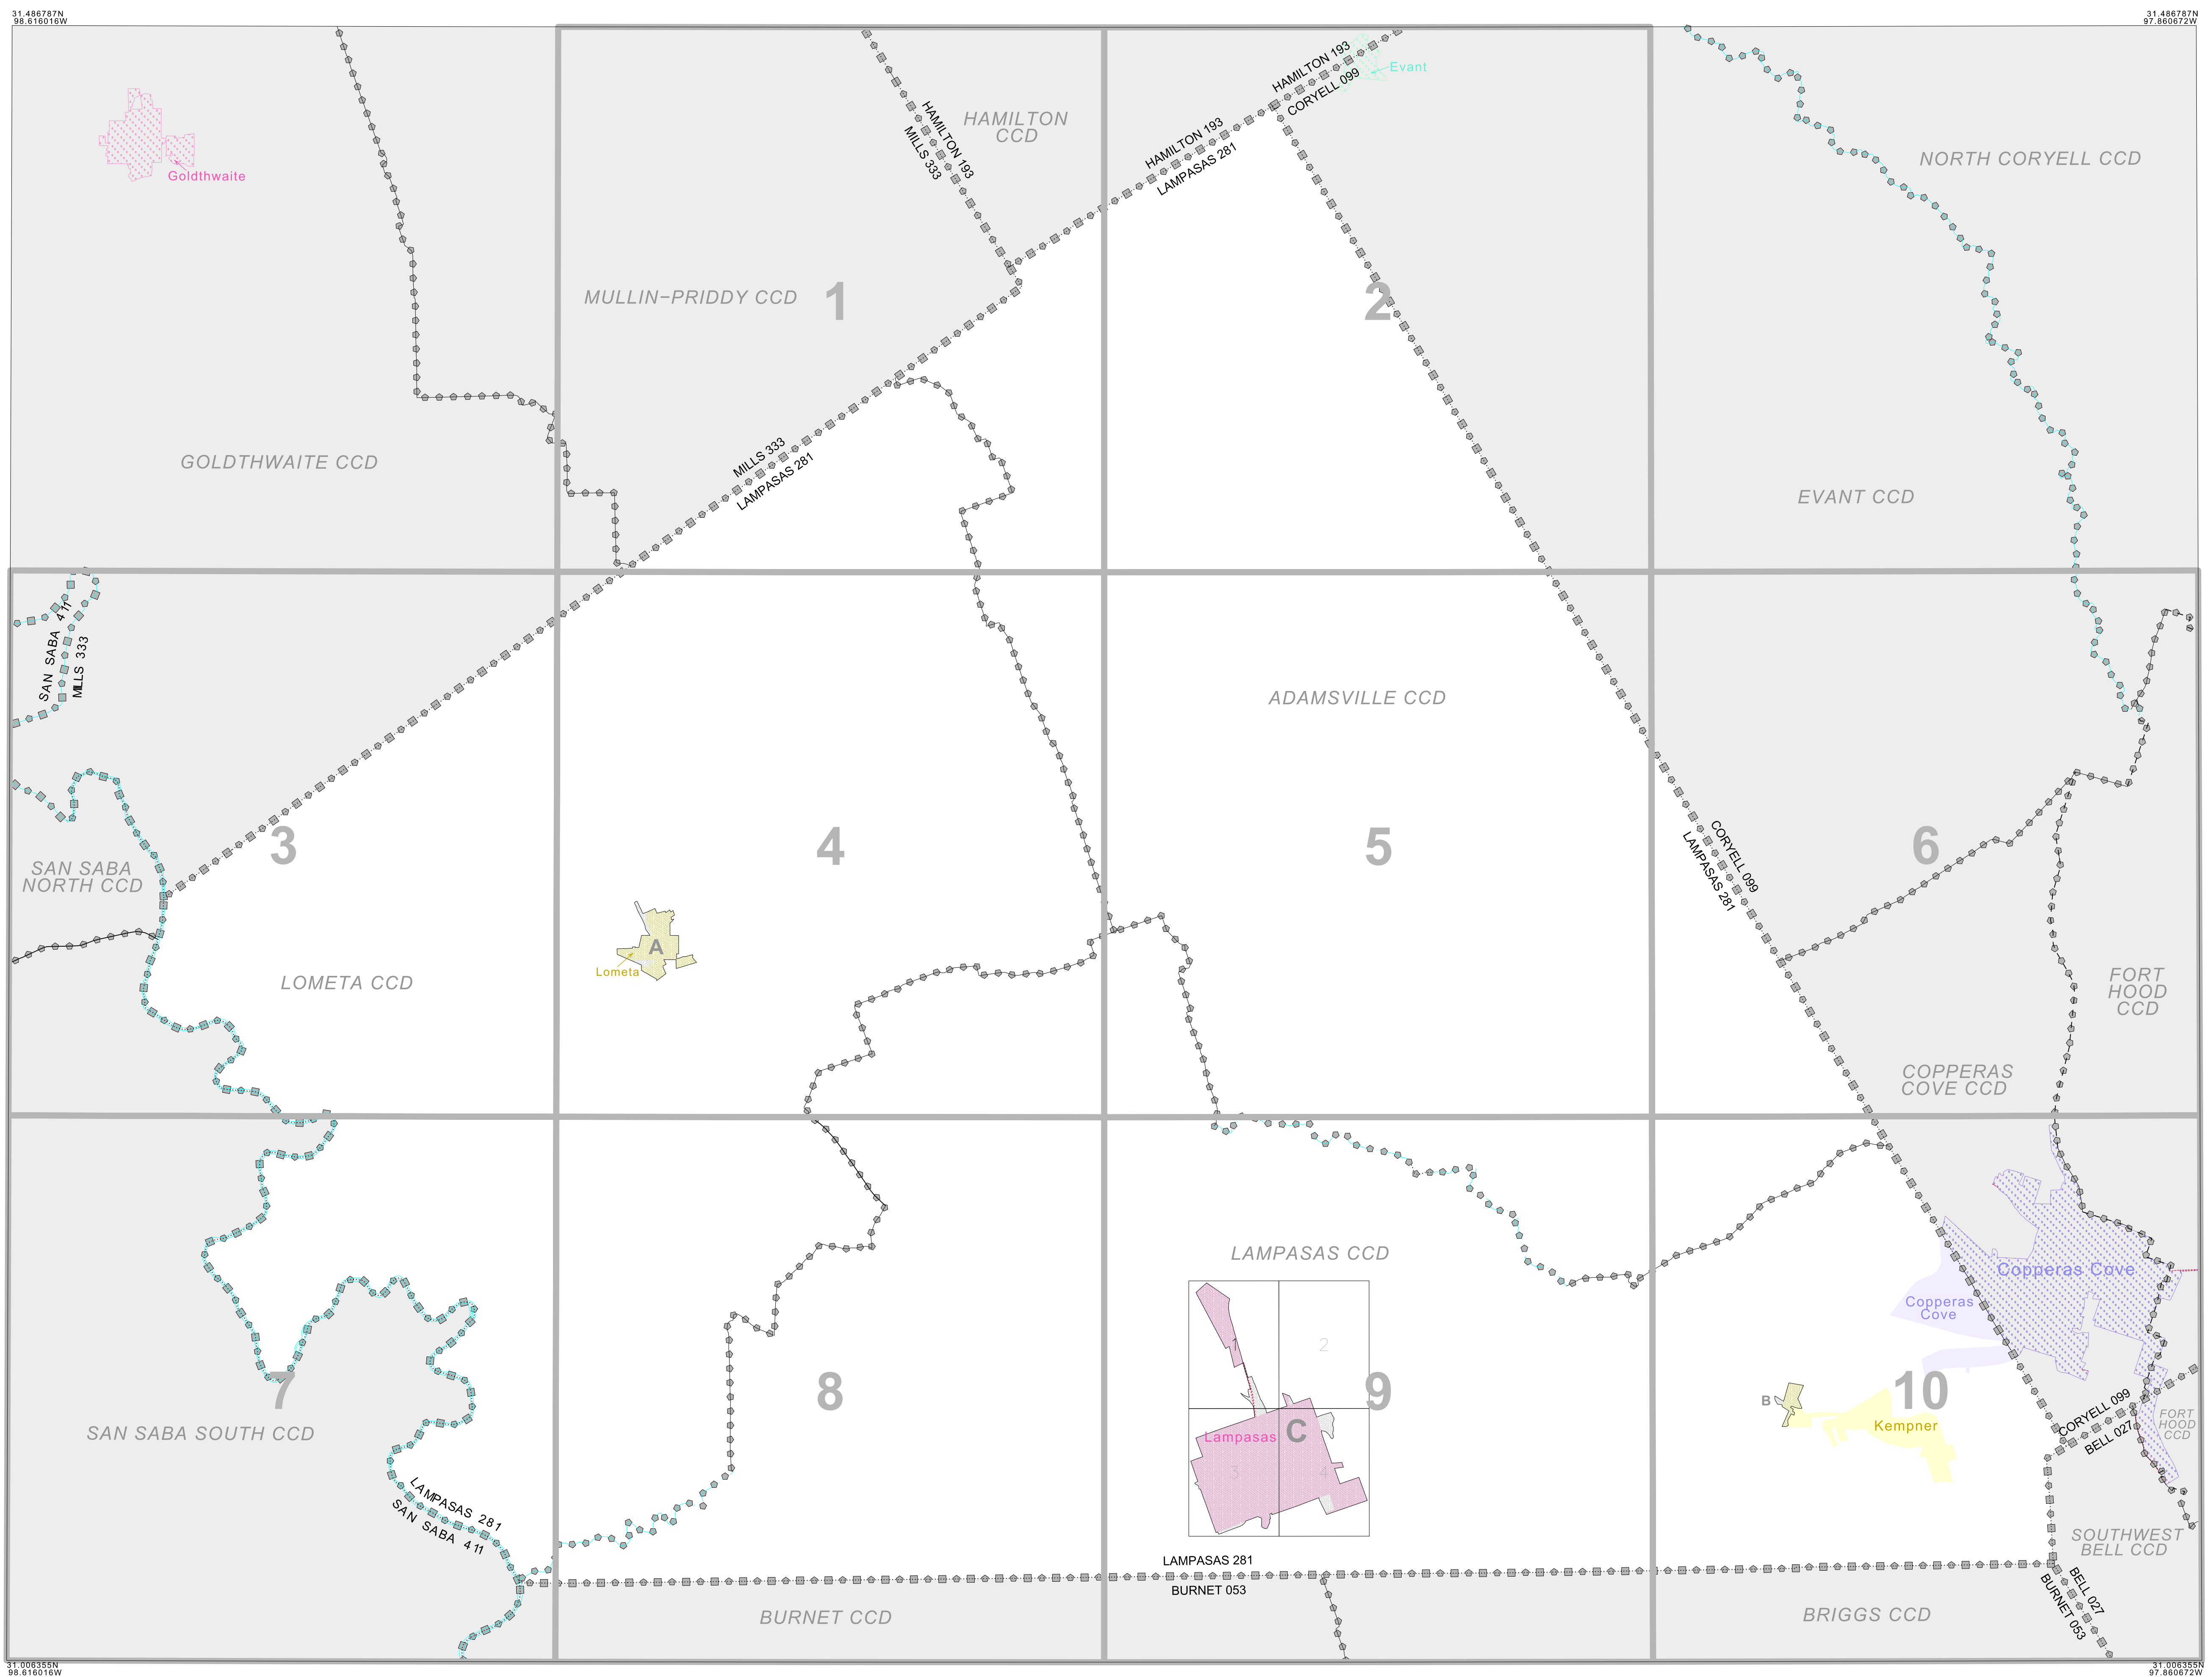 31.486787N
98.616016W
31.486787N
97.860672W
HAMILTON 193
CORYELL 099
Evant
HAMILTON 193
MILLS 333
HAMILTON
CCD
HAMILTON 193
LAMPASAS 281
NORTH CORYELL CCD
Goldthwaite
MULLIN-PRIDDY CCD
1
2
GOLDTHWAITE CCD
MILLS 333
LAMPASAS 281
EVANT CCD
SAN SABA 411
MILLS 333
ADAMSVILLE CCD
3
4
5
6
CORYELL 099
LAMPASAS 281
SAN SABA
NORTH CCD
A
Lometa
LOMETA CCD
FORT
HOOD
CCD
COPPERAS
COVE CCD
LAMPASAS CCD
Copperas Cove
Copperas
Cove
1
2
7
8
9
10
B
Kempner
SAN SABA SOUTH CCD
Lampasas
C
3
4
CORYELL 099
BELL 027
FORT
HOOD
CCD
LAMPASAS 281
SAN SABA 411
SOUTHWEST
BELL CCD
LAMPASAS 281
BURNET 053
BELL 027
BURNET 053
BURNET CCD
BRIGGS CCD
31.006355N
98.616016W
31.006355N
97.860672W